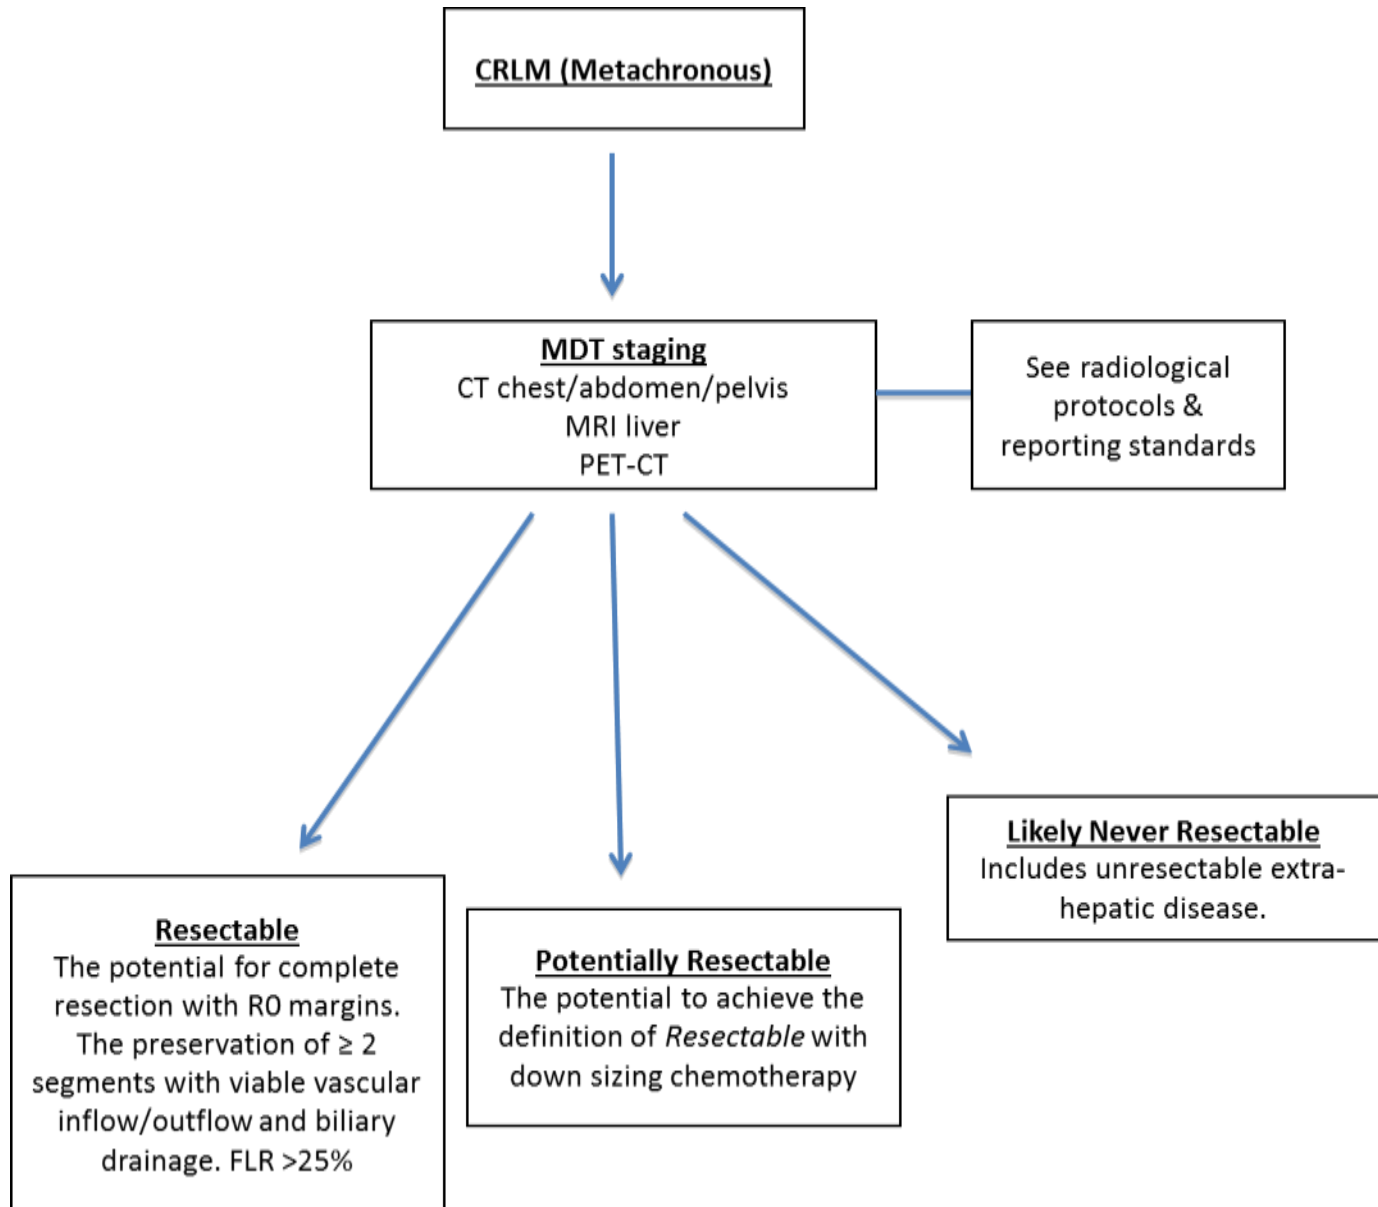 CRLM (Metachronous)
MDT staging
CT chest/abdomen/pelvis
MRI liver
PET-CT
See radiological
protocols &
reporting standards
Resectable
The potential for complete
resection with R0 margins.
The preservation of ≥ 2
segments with viable vascular
inflow/outflow and biliary
drainage. FLR >25%
Potentially Resectable
The potential to achieve the
definition of Resectable with
down sizing chemotherapy
Likely Never Resectable
Includes unresectable extra-
hepatic disease.